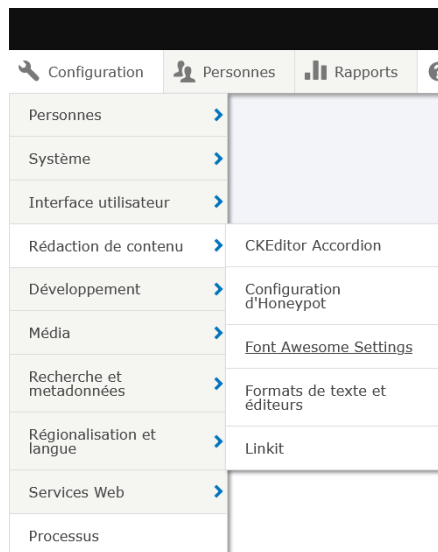 Configuration
Personnes
Rapports
Personnes
Système
Interface utilisateur
Rédaction de contenu
CKEditor Accordion
Développement
Configuration
d'Honeypot
Média
Font Awesome Settings
Recherche et
metadonnées
Formats de texte et
éditeurs
Régionalisation et
langue
Linkit
Services Web
Processus